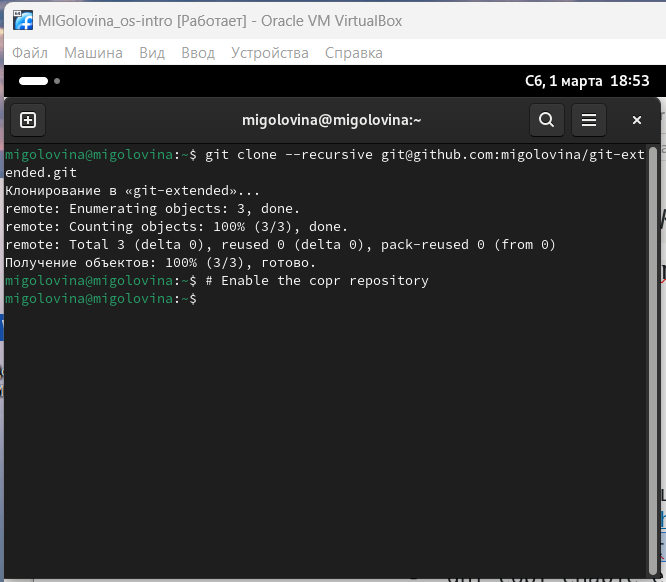 MIGolovina_os-intro [Работает] - Oracle VM VirtualBox
Файл Машина Вид Ввод Устройства Справка
Сб, 1 марта 18:53
migolovina@migolovina:~
migolovina@migolovina:~$ git clone --recursive git@github.com:migolovina/git-ext
ended.git
Клонирование в «git-extended»...
remote: Enumerating objects: 3, done.
remote: Counting objects: 100% (3/3), done.
remote: Total 3 (delta 0), reused 0 (delta 0), pack-reused 0 (from 0)
Получение объектов: 100% (3/3), готово.
migolovina@migolovina:~$ # Enable the copr repository
migolovina@migolovina:~$